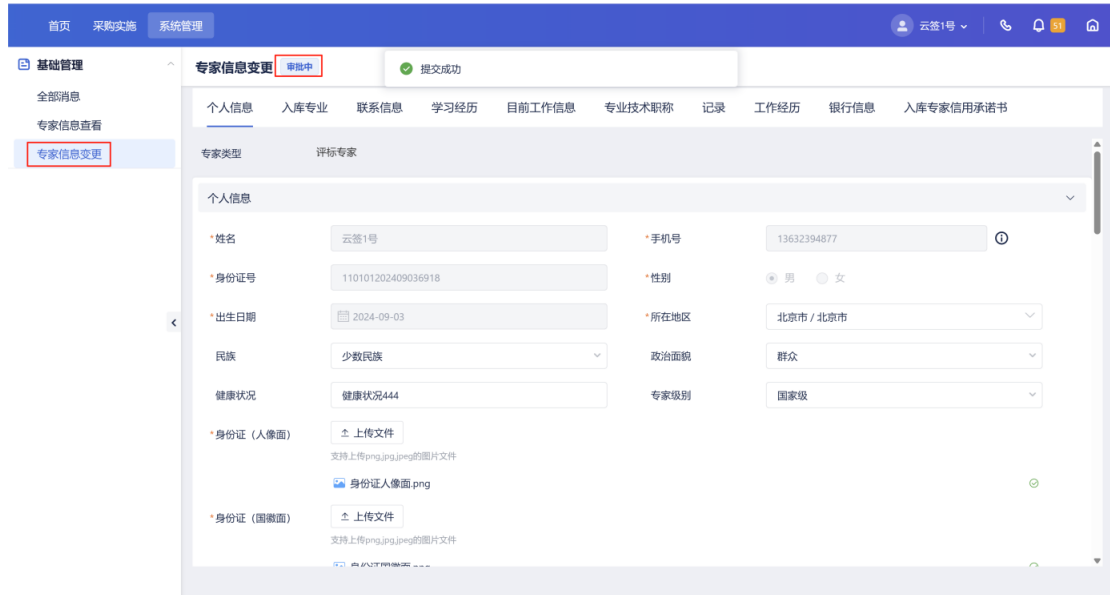 首页 采购实施 系统管理 云签1号 51
基础管理
全部消息
专家信息查看
专家信息变更
专家信息变更 审批中 提交成功
个人信息 入库专业 联系信息 学习经历 目前工作信息 专业技术职称 记录 工作经历 银行信息 入库专家信用承诺书
专家类型 评标专家
个人信息
*姓名 云签1号 *手机号 13632394877
*身份证号 110101202409036918 *性别 男 女
*出生日期 2024-09-03 *所在地区 北京市 / 北京市
民族 少数民族 政治面貌 群众
健康状况 健康状况444 专家级别 国家级
*身份证（人像面） 上传文件
支持上传png,jpg,jpeg的图片文件
身份证人像面.png
*身份证（国徽面） 上传文件
支持上传png,jpg,jpeg的图片文件
身份证国徽面.png